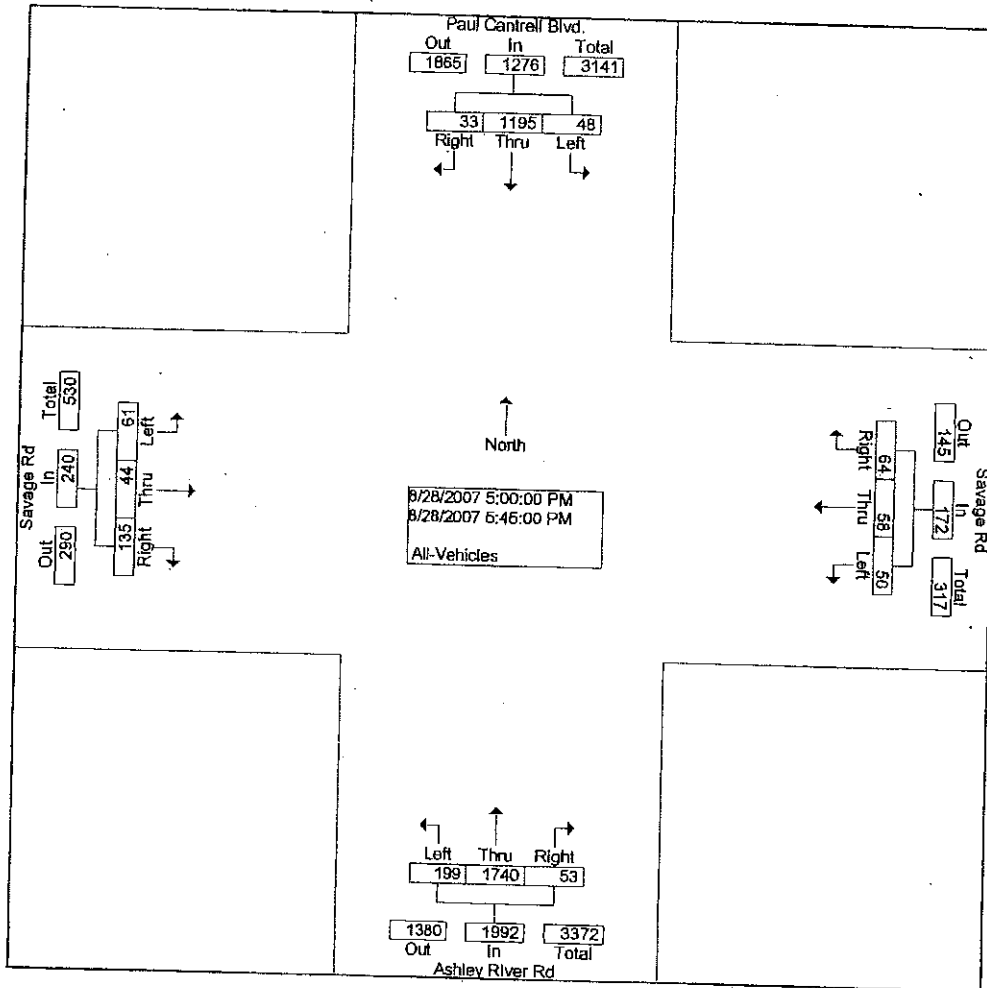 Paul Cantrell Blvd.
Out In Total
1865 1276 3141
33 1195 48
Right Thru Left
Savage Rd
Total 530
In 240
Out 290
61 Left
44 Thru
135 Right
North
8/28/2007 5:00:00 PM
8/28/2007 5:45:00 PM
All-Vehicles
Right 64
Thru 58
Left 50
Out 145
In 172
Total 317
Savage Rd
Left Thru Right
199 1740 53
1380 1992 3372
Out In Total
Ashley River Rd